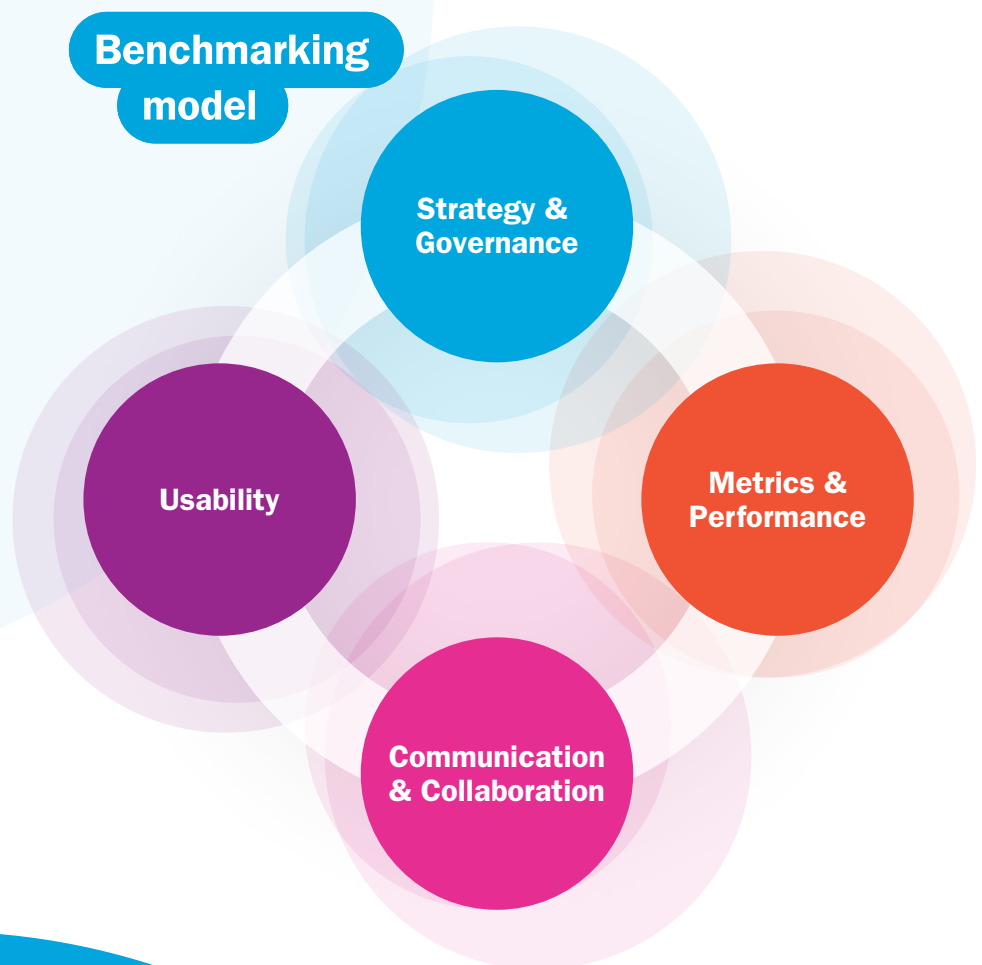 Benchmarking
model
Strategy &
Governance
Usability
Metrics &
Performance
Communication
& Collaboration